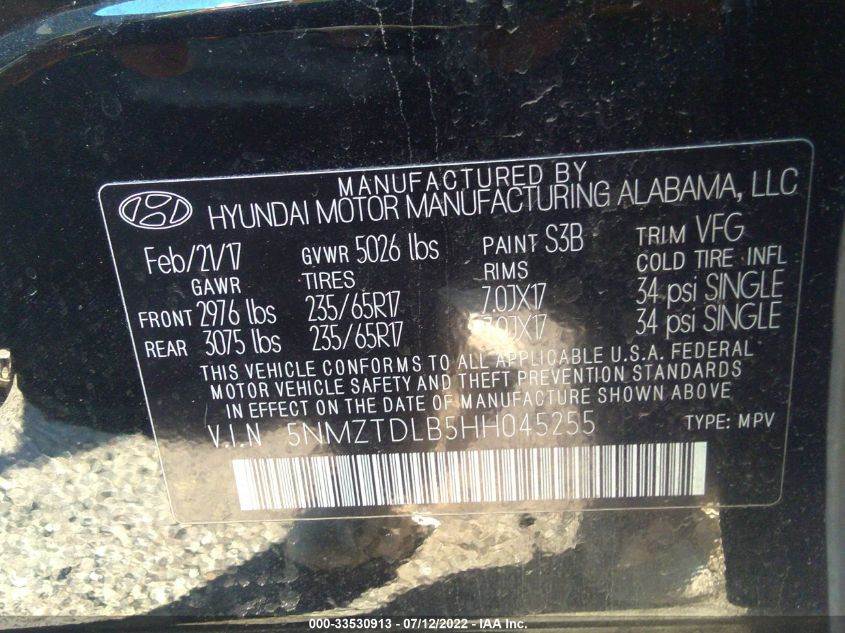 MANUFACTURED BY
HYUNDAI MOTOR MANUFACTURING ALABAMA, LLC
Feb/21/17 GVWR 5026 lbs PAINT S3B TRIM VFG
GAWR TIRES RIMS COLD TIRE INFL
FRONT 2976 lbs 235/65R17 7.0JX17 34 psi SINGLE
REAR 3075 lbs 235/65R17 7.0JX17 34 psi SINGLE
THIS VEHICLE CONFORMS TO ALL APPLICABLE U.S.A. FEDERAL
MOTOR VEHICLE SAFETY AND THEFT PREVENTION STANDARDS
IN EFFECT ON THE DATE OF MANUFACTURE SHOWN ABOVE
V.I.N 5NMZTDLB5HH045255 TYPE: MPV
000-33530913 - 07/12/2022 - IAA Inc.